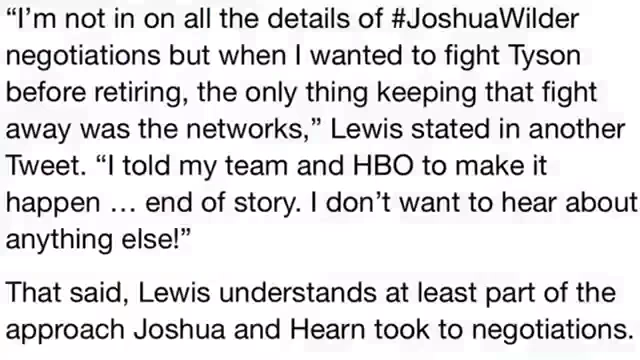 “I’m not in on all the details of #JoshuaWilder
negotiations but when I wanted to fight Tyson
before retiring, the only thing keeping that fight
away was the networks,” Lewis stated in another
Tweet. “I told my team and HBO to make it
happen … end of story. I don’t want to hear about
anything else!”
That said, Lewis understands at least part of the
approach Joshua and Hearn took to negotiations.